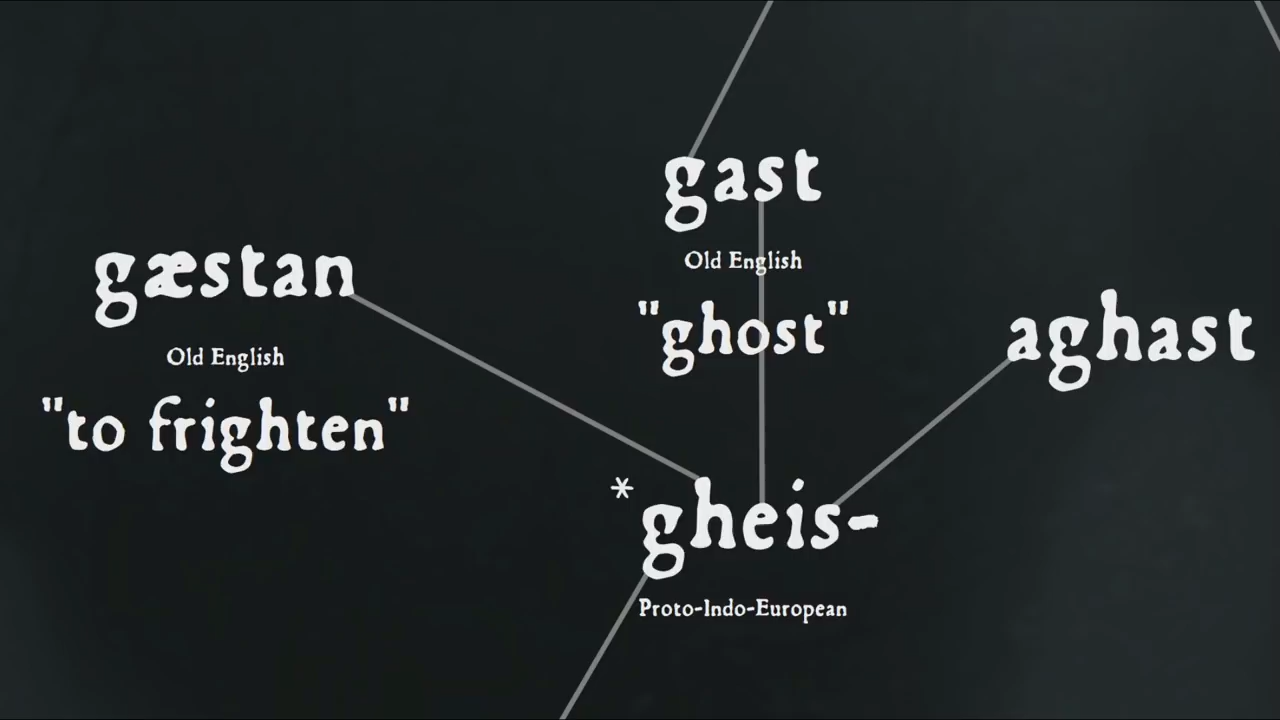 gæstan
Old English
"to frighten"
gast
Old English
"ghost"
aghast
*gheis-
Proto-Indo-European